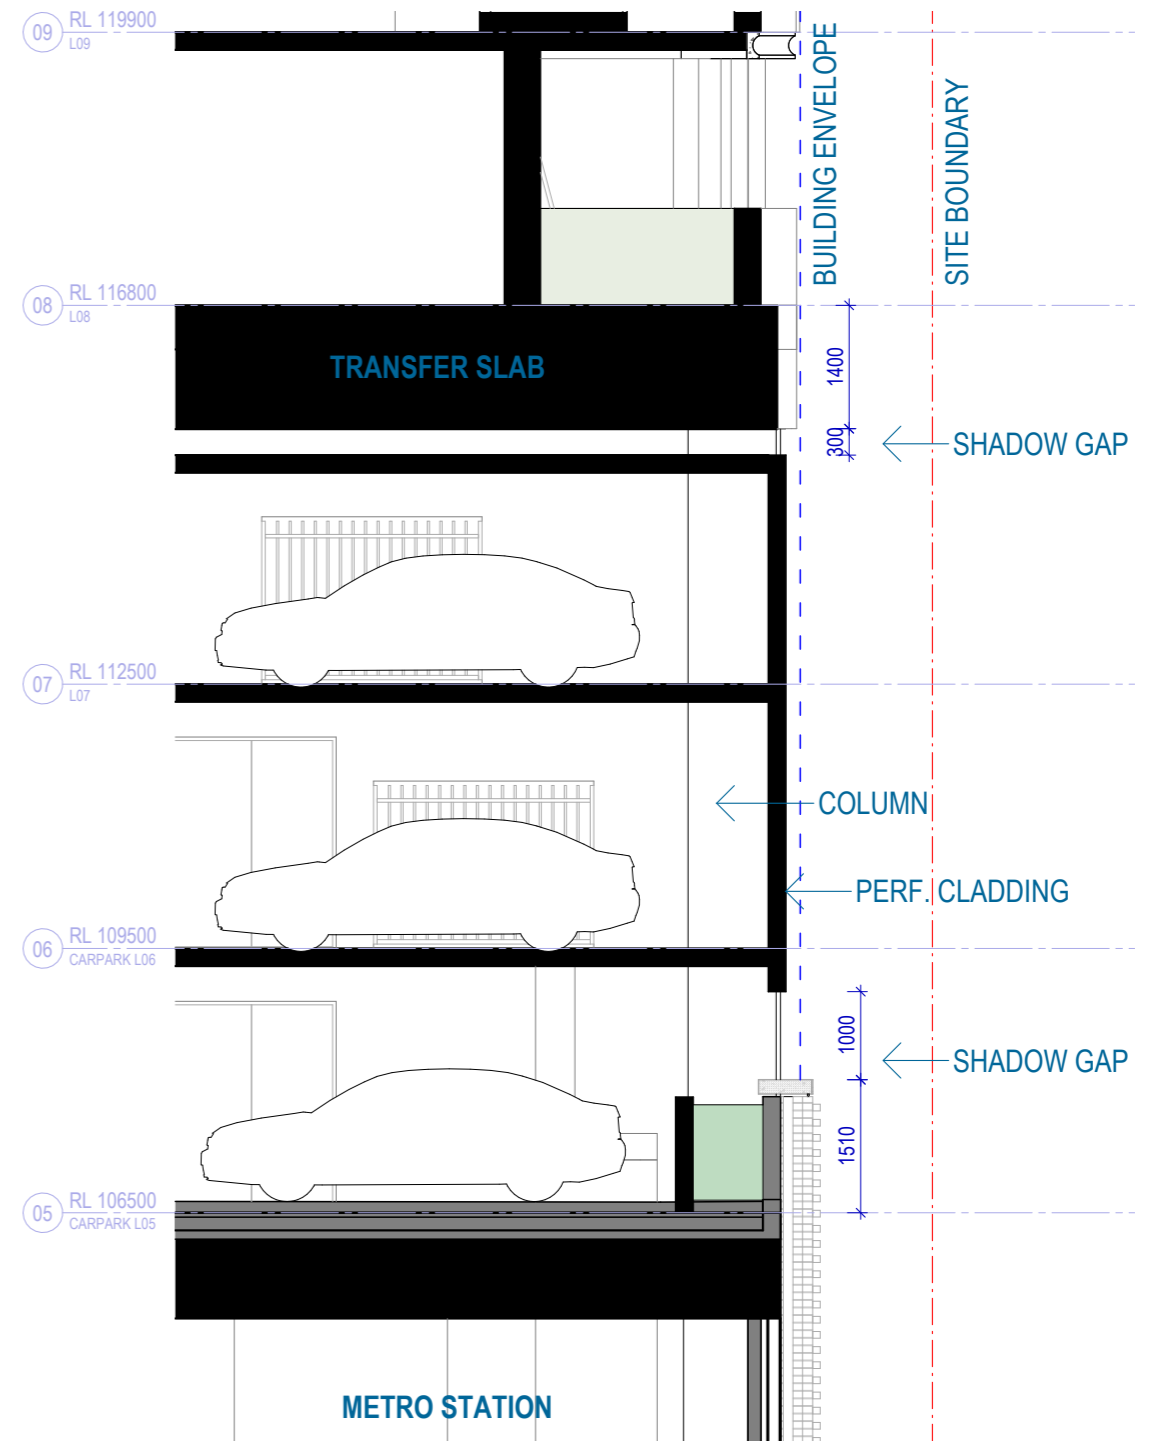 09 RL 119900
L09
BUILDING ENVELOPE
SITE BOUNDARY
08 RL 116800
L08
TRANSFER SLAB
1400
300
SHADOW GAP
07 RL 112500
L07
COLUMN
PERF. CLADDING
06 RL 109500
CARPARK L06
1000
SHADOW GAP
1510
05 RL 106500
CARPARK L05
METRO STATION